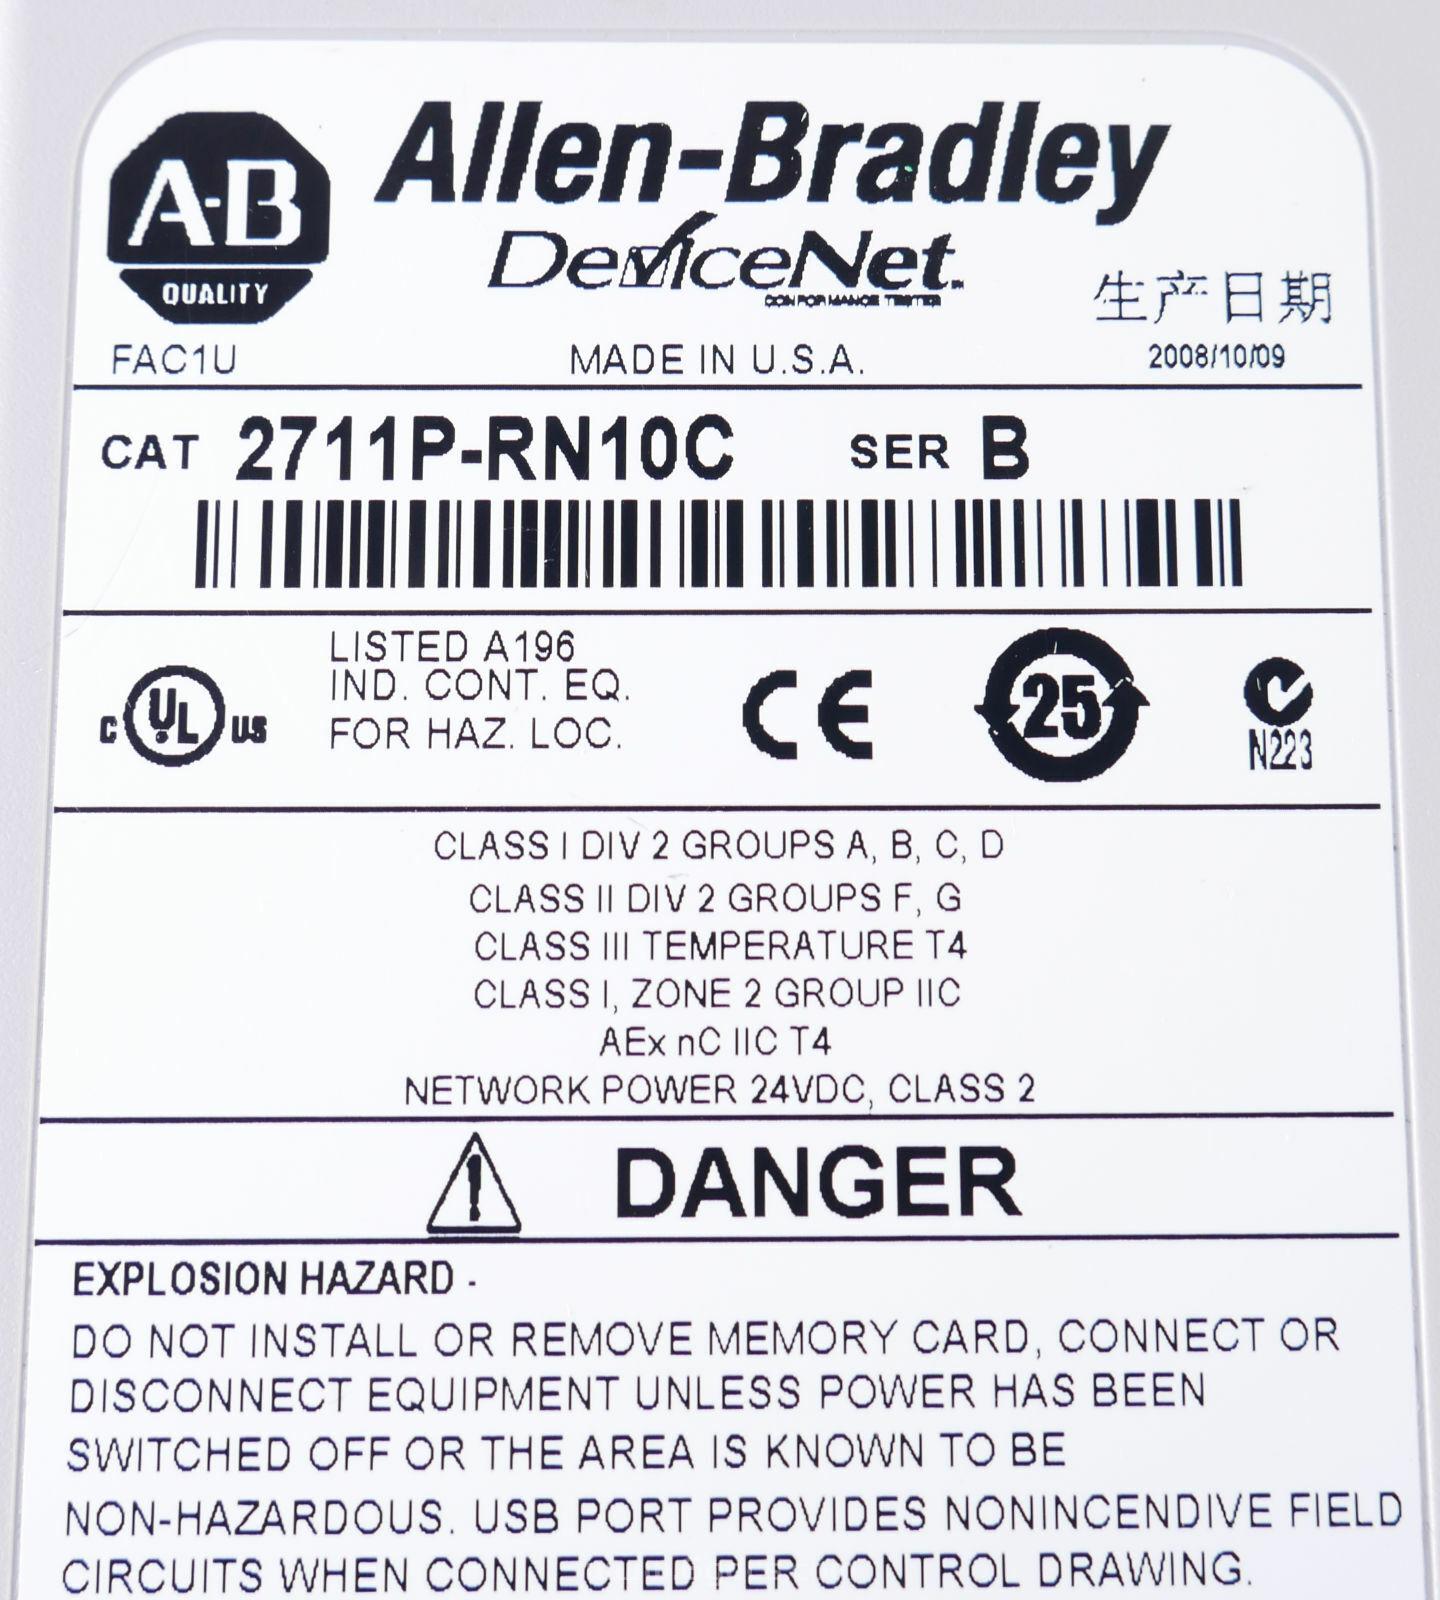 Allen-Bradley
A-B
QUALITY
DeviceNet™
CONFORMANCE TESTED
生产日期
FAC1U MADE IN U.S.A. 2008/10/09
CAT 2711P-RN10C SER B
LISTED A196
IND. CONT. EQ.
FOR HAZ. LOC.
C UL US
CE
25
N223
CLASS I DIV 2 GROUPS A, B, C, D
CLASS II DIV 2 GROUPS F, G
CLASS III TEMPERATURE T4
CLASS I, ZONE 2 GROUP IIC
AEx nC IIC T4
NETWORK POWER 24VDC, CLASS 2
DANGER
EXPLOSION HAZARD -
DO NOT INSTALL OR REMOVE MEMORY CARD, CONNECT OR
DISCONNECT EQUIPMENT UNLESS POWER HAS BEEN
SWITCHED OFF OR THE AREA IS KNOWN TO BE
NON-HAZARDOUS. USB PORT PROVIDES NONINCENDIVE FIELD
CIRCUITS WHEN CONNECTED PER CONTROL DRAWING.